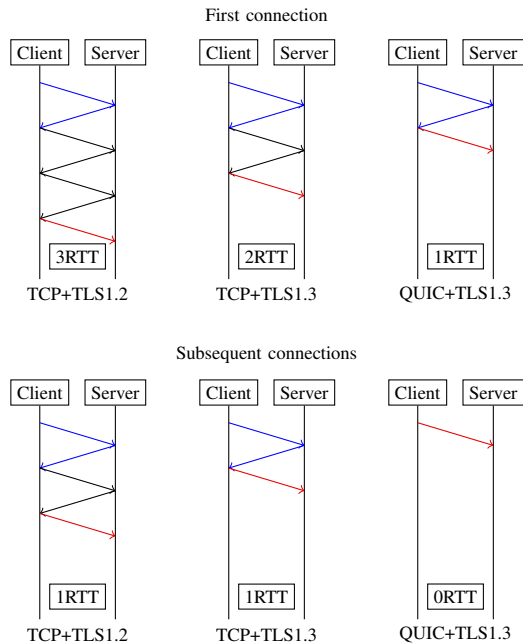 First connection
Client Server Client Server Client Server
3RTT 2RTT 1RTT
TCP+TLS1.2 TCP+TLS1.3 QUIC+TLS1.3
Subsequent connections
Client Server Client Server Client Server
1RTT 1RTT 0RTT
TCP+TLS1.2 TCP+TLS1.3 QUIC+TLS1.3